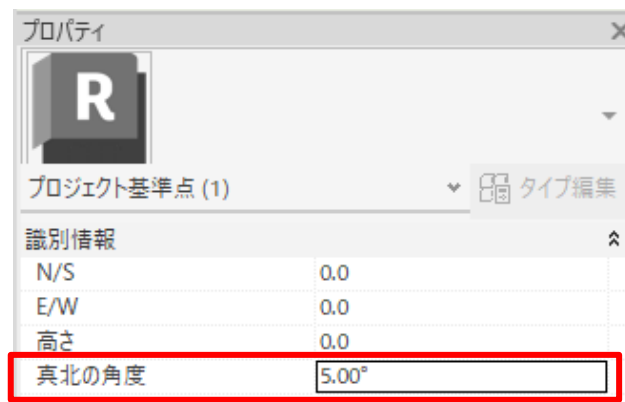 プロパティ
R
プロジェクト基準点 (1)
タイプ編集
識別情報
N/S 0.0
E/W 0.0
高さ 0.0
真北の角度 5.00°